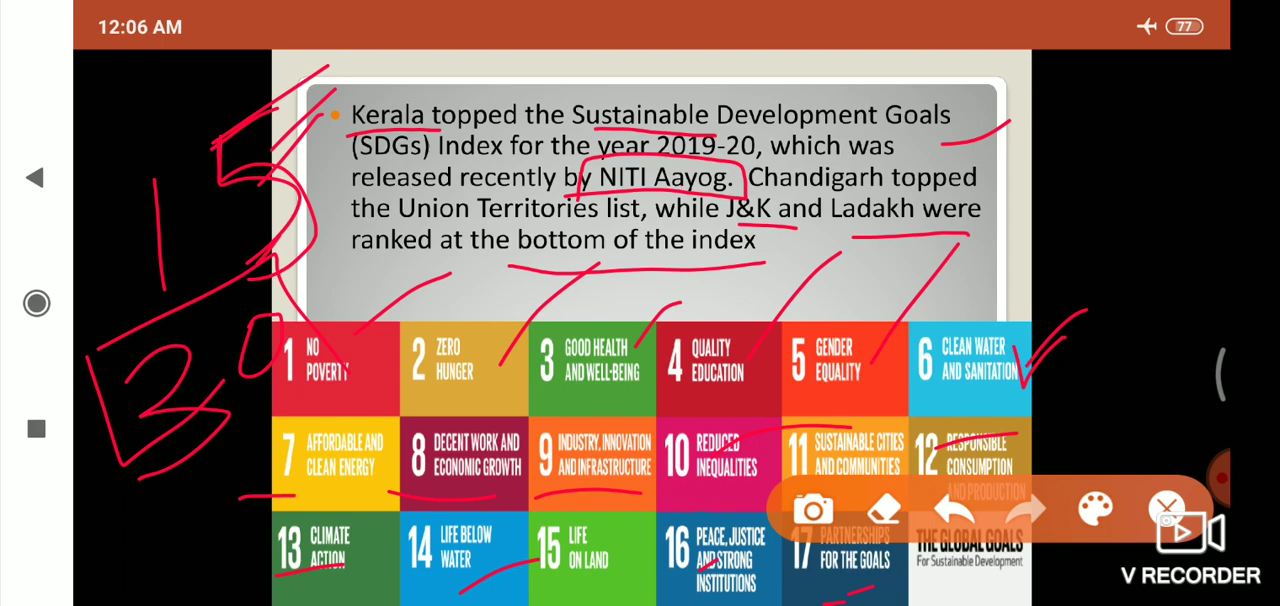 12:06 AM
77
• Kerala topped the Sustainable Development Goals
(SDGs) Index for the year 2019-20, which was
released recently by NITI Aayog. Chandigarh topped
the Union Territories list, while J&K and Ladakh were
ranked at the bottom of the index
15
30
1 NO
POVERTY
2 ZERO
HUNGER
3 GOOD HEALTH
AND WELL-BEING
4 QUALITY
EDUCATION
5 GENDER
EQUALITY
6 CLEAN WATER
AND SANITATION
7 AFFORDABLE AND
CLEAN ENERGY
8 DECENT WORK AND
ECONOMIC GROWTH
9 INDUSTRY, INNOVATION
AND INFRASTRUCTURE
10 REDUCED
INEQUALITIES
11 SUSTAINABLE CITIES
AND COMMUNITIES
12 RESPONSIBLE
CONSUMPTION
AND PRODUCTION
13 CLIMATE
ACTION
14 LIFE BELOW
WATER
15 LIFE
ON LAND
16 PEACE, JUSTICE
AND STRONG
INSTITUTIONS
17 PARTNERSHIPS
FOR THE GOALS
THE GLOBAL GOALS
For Sustainable Development
V RECORDER